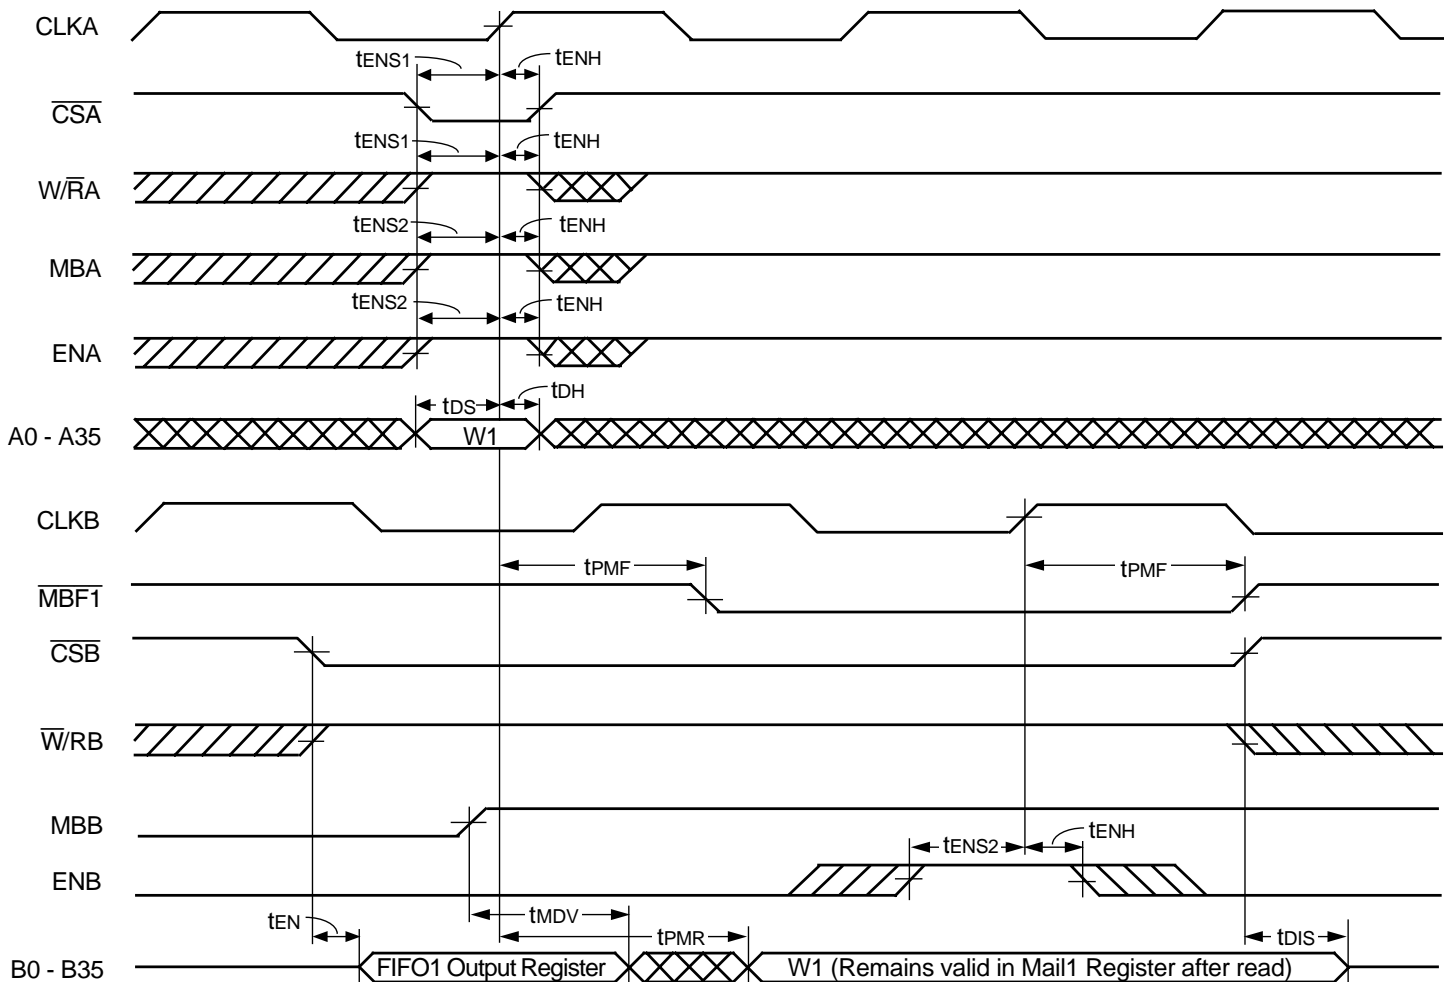 CLKA
tENS1 tENH
CSA
tENS1 tENH
W/RA
tENS2 tENH
MBA
tENS2 tENH
ENA
tDS tDH
A0 - A35 W1
CLKB
tPMF tPMF
MBF1
CSB
W/RB
MBB
tENS2 tENH
ENB
tEN tMDV
tPMR tDIS
B0 - B35 FIFO1 Output Register W1 (Remains valid in Mail1 Register after read)